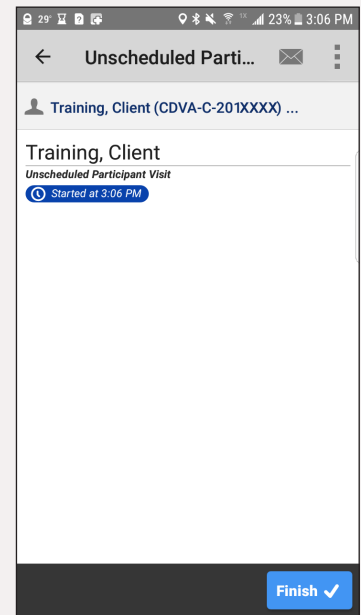 29° 1X 23% 3:06 PM
Unscheduled Parti...
Training, Client (CDVA-C-201XXXX) ...
Training, Client
Unscheduled Participant Visit
Started at 3:06 PM
Finish